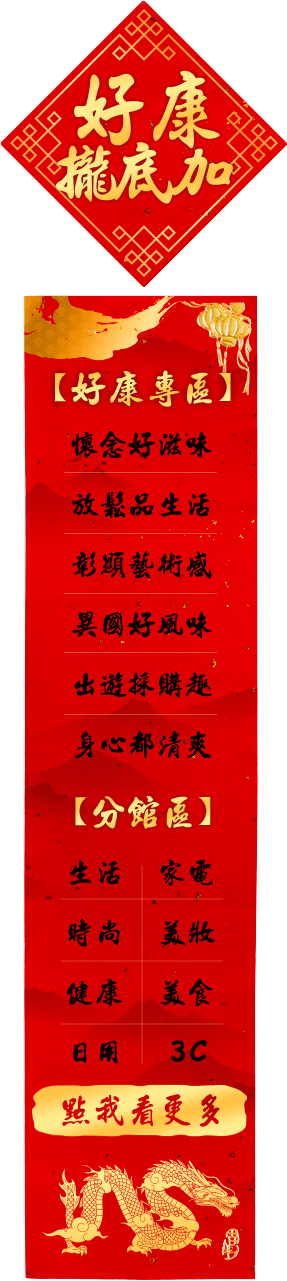 好康
攏底加
【好康專區】
懷念好滋味
放鬆品生活
彰顯藝術感
異國好風味
出遊採購趣
身心都清爽
【分館區】
生活 家電
時尚 美妝
健康 美食
日用 3C
點我看更多